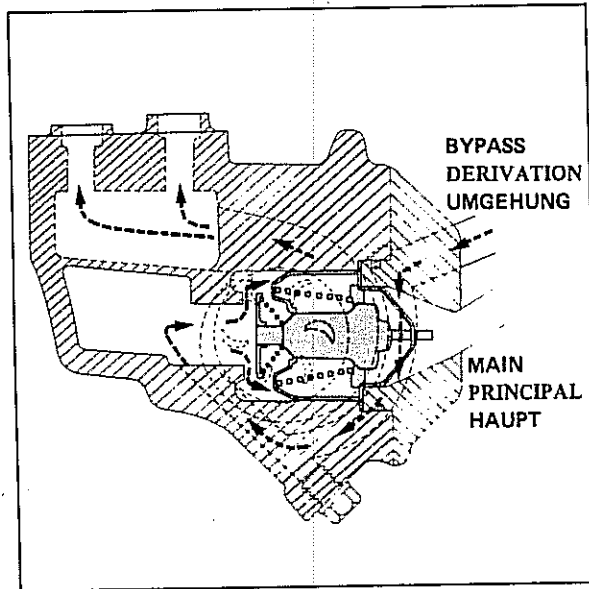 BYPASS
DERIVATION
UMGEHUNG
MAIN
PRINCIPAL
HAUPT